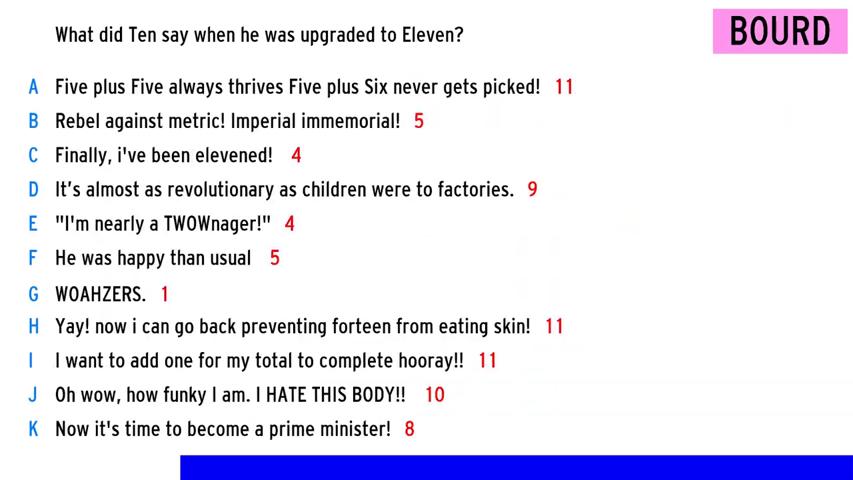 What did Ten say when he was upgraded to Eleven?
BOURD
A Five plus Five always thrives Five plus Six never gets picked! 11
B Rebel against metric! Imperial immemorial! 5
C Finally, i've been elevened! 4
D It's almost as revolutionary as children were to factories. 9
E "I'm nearly a TWOWnager!" 4
F He was happy than usual 5
G WOAHZERS. 1
H Yay! now i can go back preventing forteen from eating skin! 11
I I want to add one for my total to complete hooray!! 11
J Oh wow, how funky I am. I HATE THIS BODY!! 10
K Now it's time to become a prime minister! 8